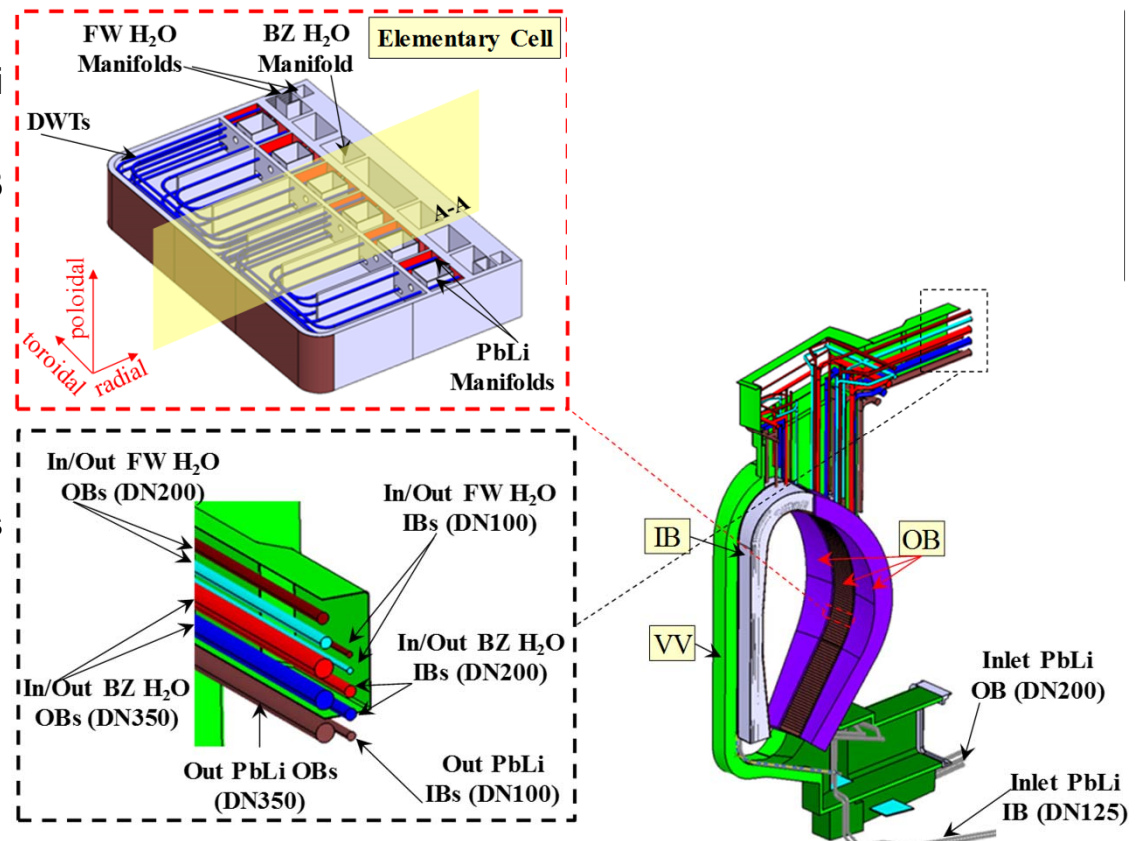 FW H₂O
Manifolds
BZ H₂O
Manifold
Elementary Cell
DWTs
A-A
poloidal
toroidal
radial
PbLi
Manifolds
In/Out FW H₂O
OBs (DN200)
In/Out FW H₂O
IBs (DN100)
In/Out BZ H₂O
IBs (DN200)
In/Out BZ H₂O
OBs (DN350)
Out PbLi OBs
(DN350)
Out PbLi
IBs (DN100)
IB
OB
VV
Inlet PbLi
OB (DN200)
Inlet PbLi
IB (DN125)